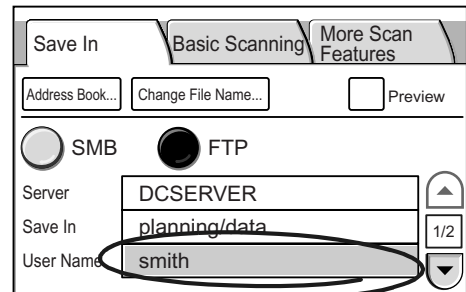 Save In
Basic Scanning
More Scan
Features
Address Book...
Change File Name...
Preview
SMB
FTP
Server
DCSERVER
Save In
planning/data
1/2
User Name
smith